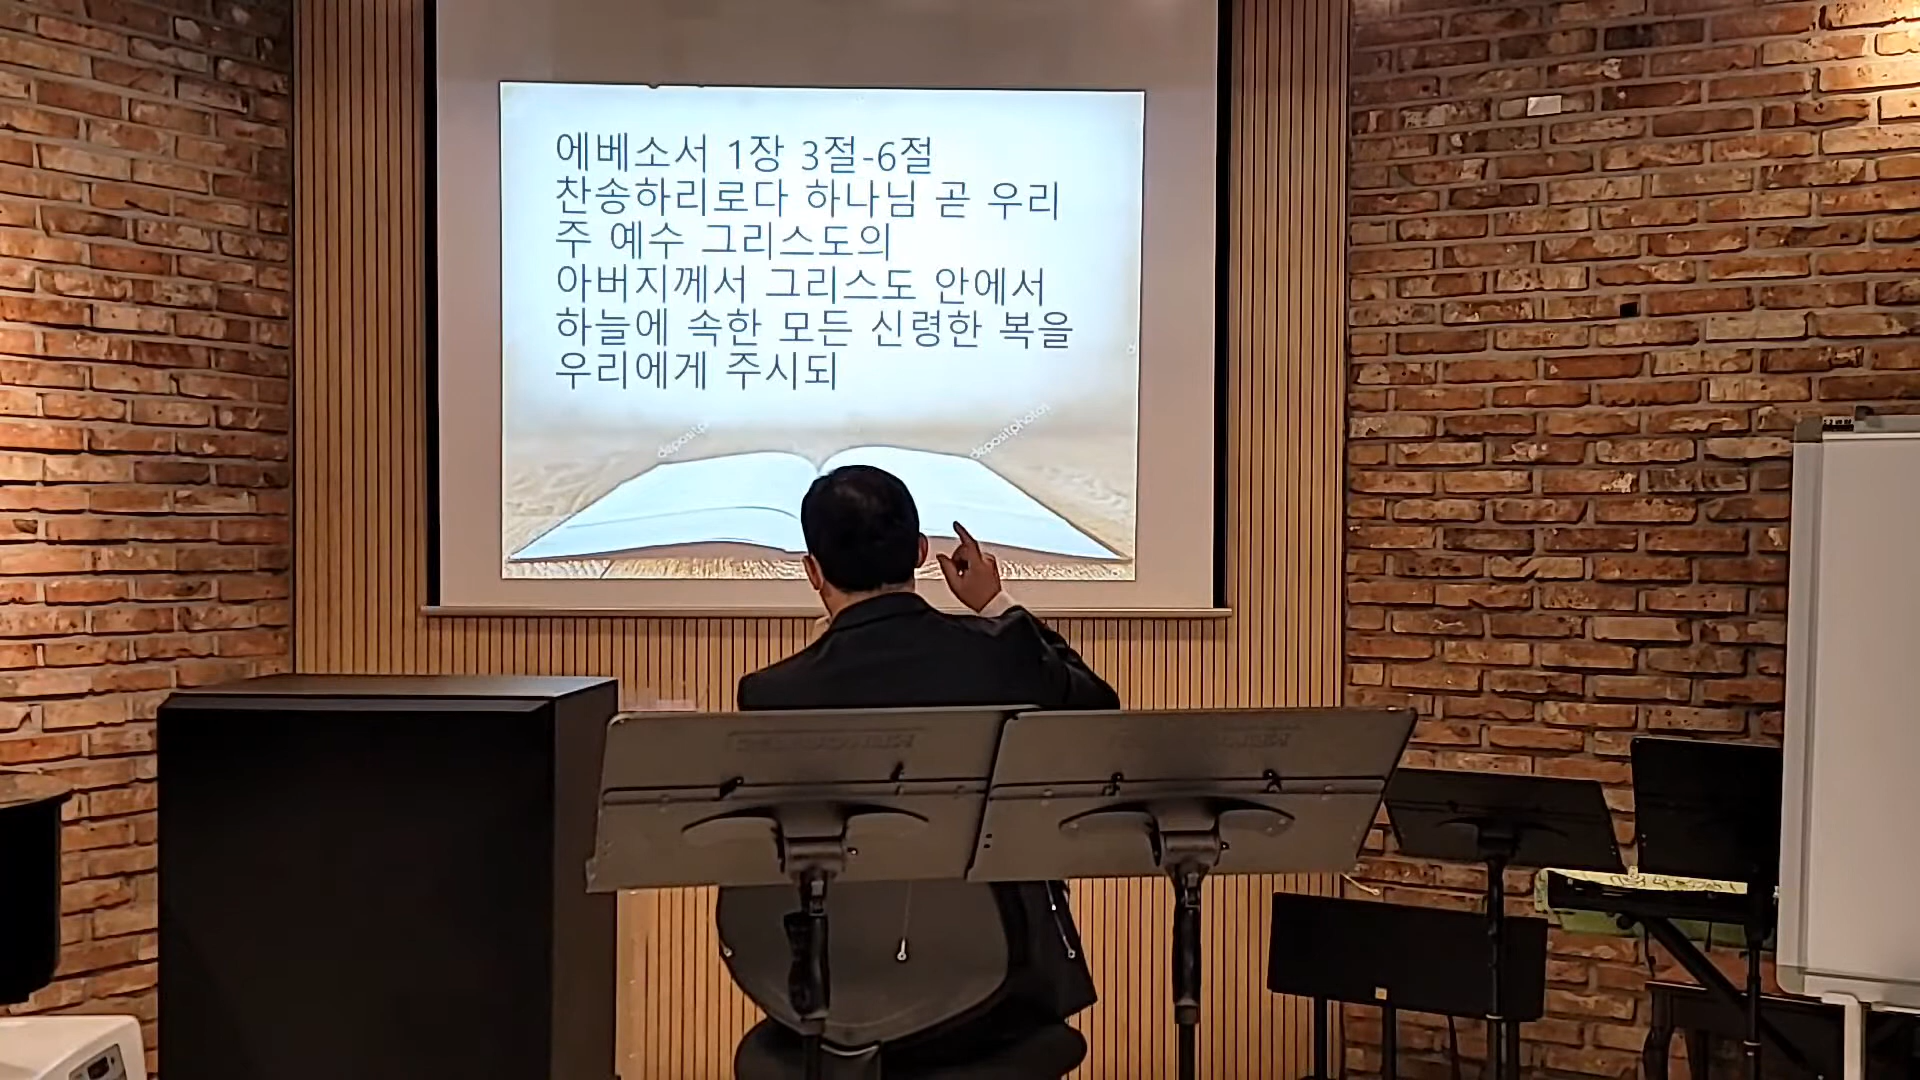 에베소서 1장 3절-6절
찬송하리로다 하나님 곧 우리
주 예수 그리스도의
아버지께서 그리스도 안에서
하늘에 속한 모든 신령한 복을
우리에게 주시되
depositphotos